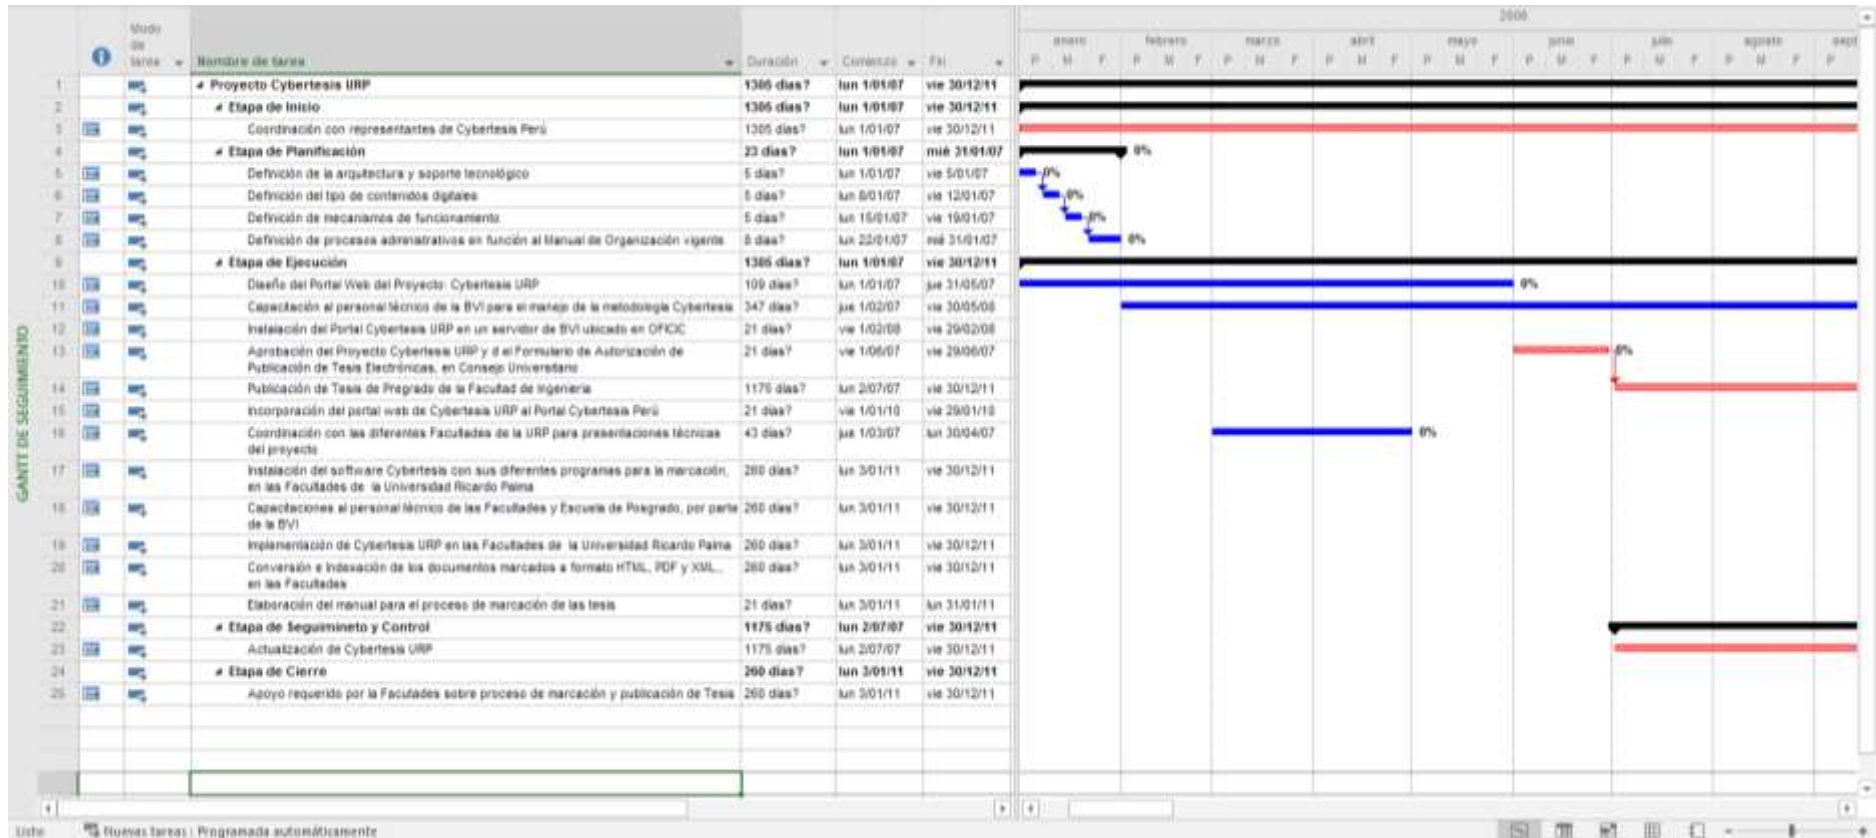 2008
Modo de tarea Nombre de tarea Duración Comienzo Fin
enero febrero marzo abril mayo junio julio agosto sept
P M F P M F P M F P M F P M F P M F P M F P M F P
1 Proyecto Cybertesis URP 1305 días? lun 1/01/07 vie 30/12/11
2 Etapa de Inicio 1305 días? lun 1/01/07 vie 30/12/11
3 Coordinación con representantes de Cybertesis Perú 1305 días? lun 1/01/07 vie 30/12/11
4 Etapa de Planificación 23 días? lun 1/01/07 mié 31/01/07 0%
5 Definición de la arquitectura y soporte tecnológico 5 días? lun 1/01/07 vie 5/01/07 0%
6 Definición del tipo de contenidos digitales 5 días? lun 8/01/07 vie 12/01/07 0%
7 Definición de mecanismos de funcionamiento 5 días? lun 15/01/07 vie 19/01/07 0%
8 Definición de procesos administrativos en función al Manual de Organización vigente 8 días? lun 22/01/07 mié 31/01/07 0%
9 Etapa de Ejecución 1305 días? lun 1/01/07 vie 30/12/11
10 Diseño del Portal Web del Proyecto: Cybertesis URP 109 días? lun 1/01/07 jue 31/05/07 0%
11 Capacitación al personal técnico de la BVI para el manejo de la metodología Cybertesis 347 días? jue 1/02/07 vie 30/05/08
12 Instalación del Portal Cybertesis URP en un servidor de BVI ubicado en OFICIC 21 días? vie 1/02/08 vie 29/02/08
13 Aprobación del Proyecto Cybertesis URP y d el Formulario de Autorización de 21 días? vie 1/06/07 vie 29/06/07 0%
Publicación de Tesis Electrónicas, en Consejo Universitario
14 Publicación de Tesis de Pregrado de la Facultad de Ingeniería 1175 días? lun 2/07/07 vie 30/12/11
15 Incorporación del portal web de Cybertesis URP al Portal Cybertesis Perú 21 días? vie 1/01/10 vie 29/01/10
16 Coordinación con las diferentes Facultades de la URP para presentaciones técnicas 43 días? jue 1/03/07 lun 30/04/07 0%
del proyecto
17 Instalación del software Cybertesis con sus diferentes programas para la marcación, 260 días? lun 3/01/11 vie 30/12/11
en las Facultades de la Universidad Ricardo Palma
18 Capacitaciones al personal técnico de las Facultades y Escuela de Posgrado, por parte 260 días? lun 3/01/11 vie 30/12/11
de la BVI
19 Implementación de Cybertesis URP en las Facultades de la Universidad Ricardo Palma 260 días? lun 3/01/11 vie 30/12/11
20 Conversión e Indexación de los documentos marcados a formato HTML, PDF y XML., 260 días? lun 3/01/11 vie 30/12/11
en las Facultades
21 Elaboración del manual para el proceso de marcación de las tesis 21 días? lun 3/01/11 lun 31/01/11
22 Etapa de Seguimineto y Control 1175 días? lun 2/07/07 vie 30/12/11
23 Actualización de Cybertesis URP 1175 días? lun 2/07/07 vie 30/12/11
24 Etapa de Cierre 260 días? lun 3/01/11 vie 30/12/11
25 Apoyo requerido por la Facultades sobre proceso de marcación y publicación de Tesis 260 días? lun 3/01/11 vie 30/12/11
GANTT DE SEGUIMIENTO
Listo Nuevas tareas : Programada automáticamente